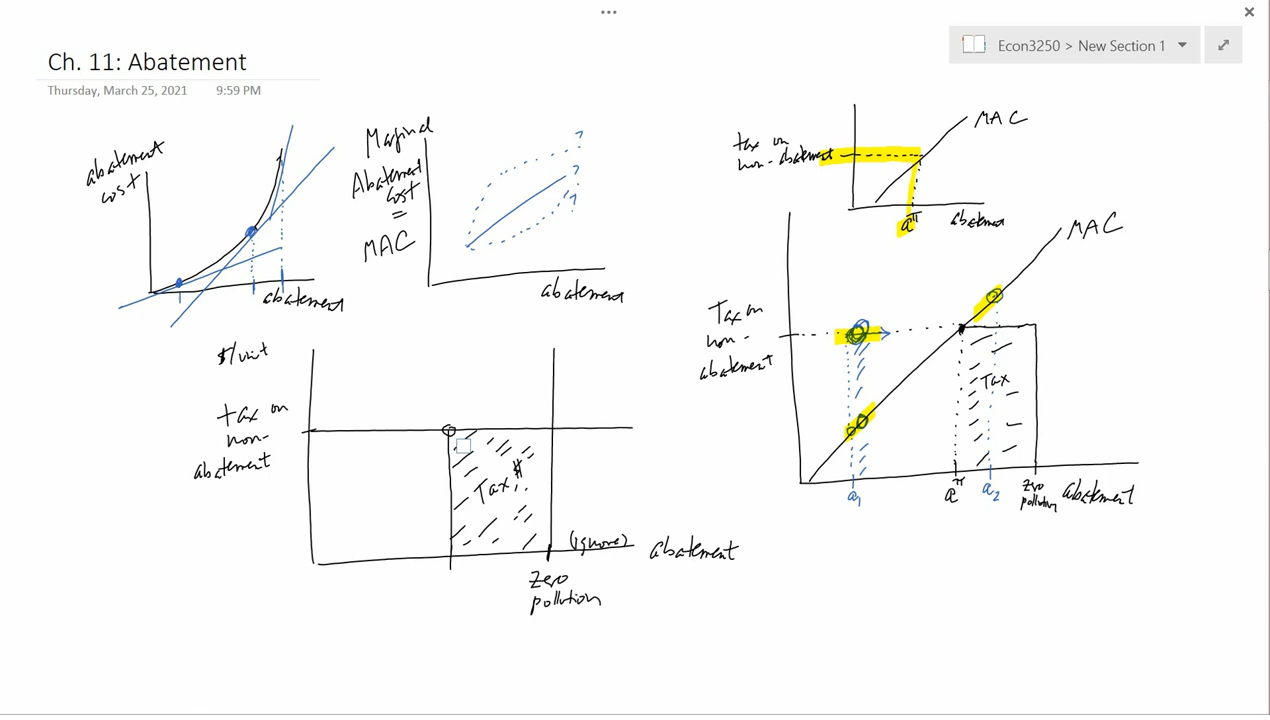 Econ3250 > New Section 1
Ch. 11: Abatement
Thursday, March 25, 2021 9:59 PM
abatement
cost
abatement
Marginal
Abatement
cost
=
MAC
?
?
?
abatement
tax on
non-abatement
MAC
aπ
abatement
$/unit
tax on
non-
abatement
Tax $
(ignore)
abatement
Zero
pollution
Tax on
non-
abatement
MAC
Tax
a1
aπ
a2
zero
pollution
abatement